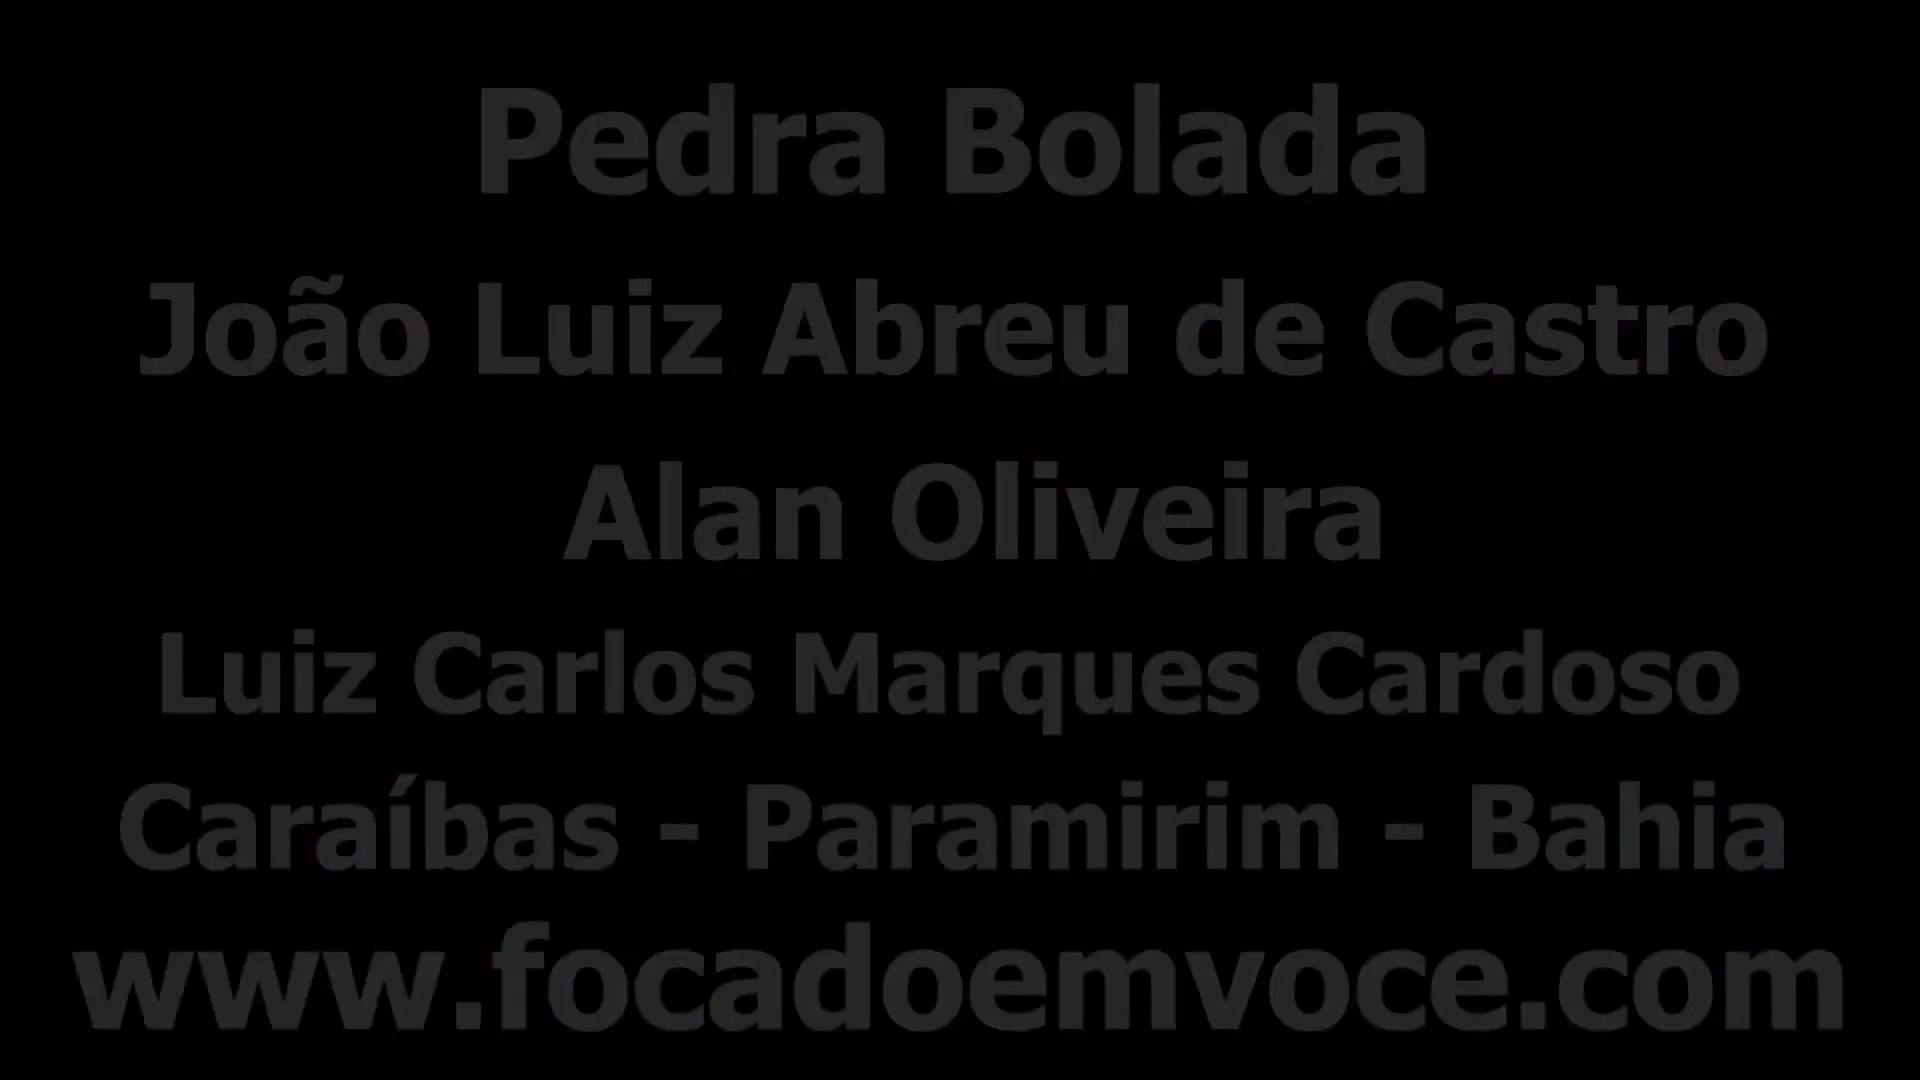 Pedra Bolada
João Luiz Abreu de Castro
Alan Oliveira
Luiz Carlos Marques Cardoso
Caraíbas - Paramirim - Bahia
www.focadoemvoce.com